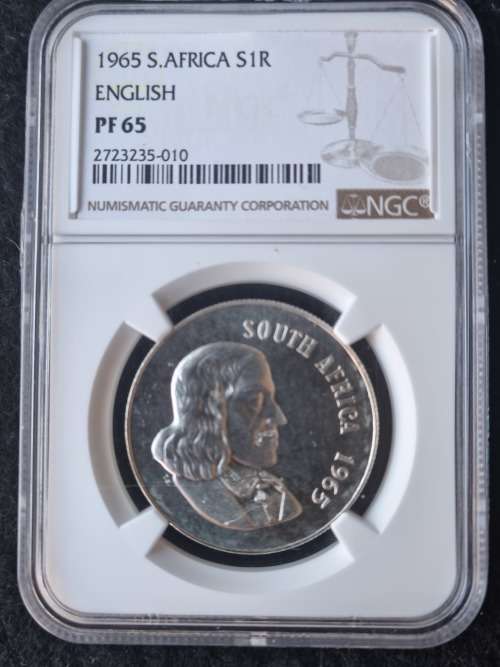 1965 S.AFRICA S1R
ENGLISH
PF 65
2723235-010
NUMISMATIC GUARANTY CORPORATION
NGC®
SOUTH AFRICA 1965